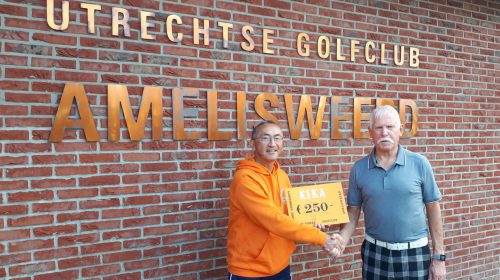 UTRECHTSE GOLFCLUB
AMELISWEERD
KIKA
€ 250,-